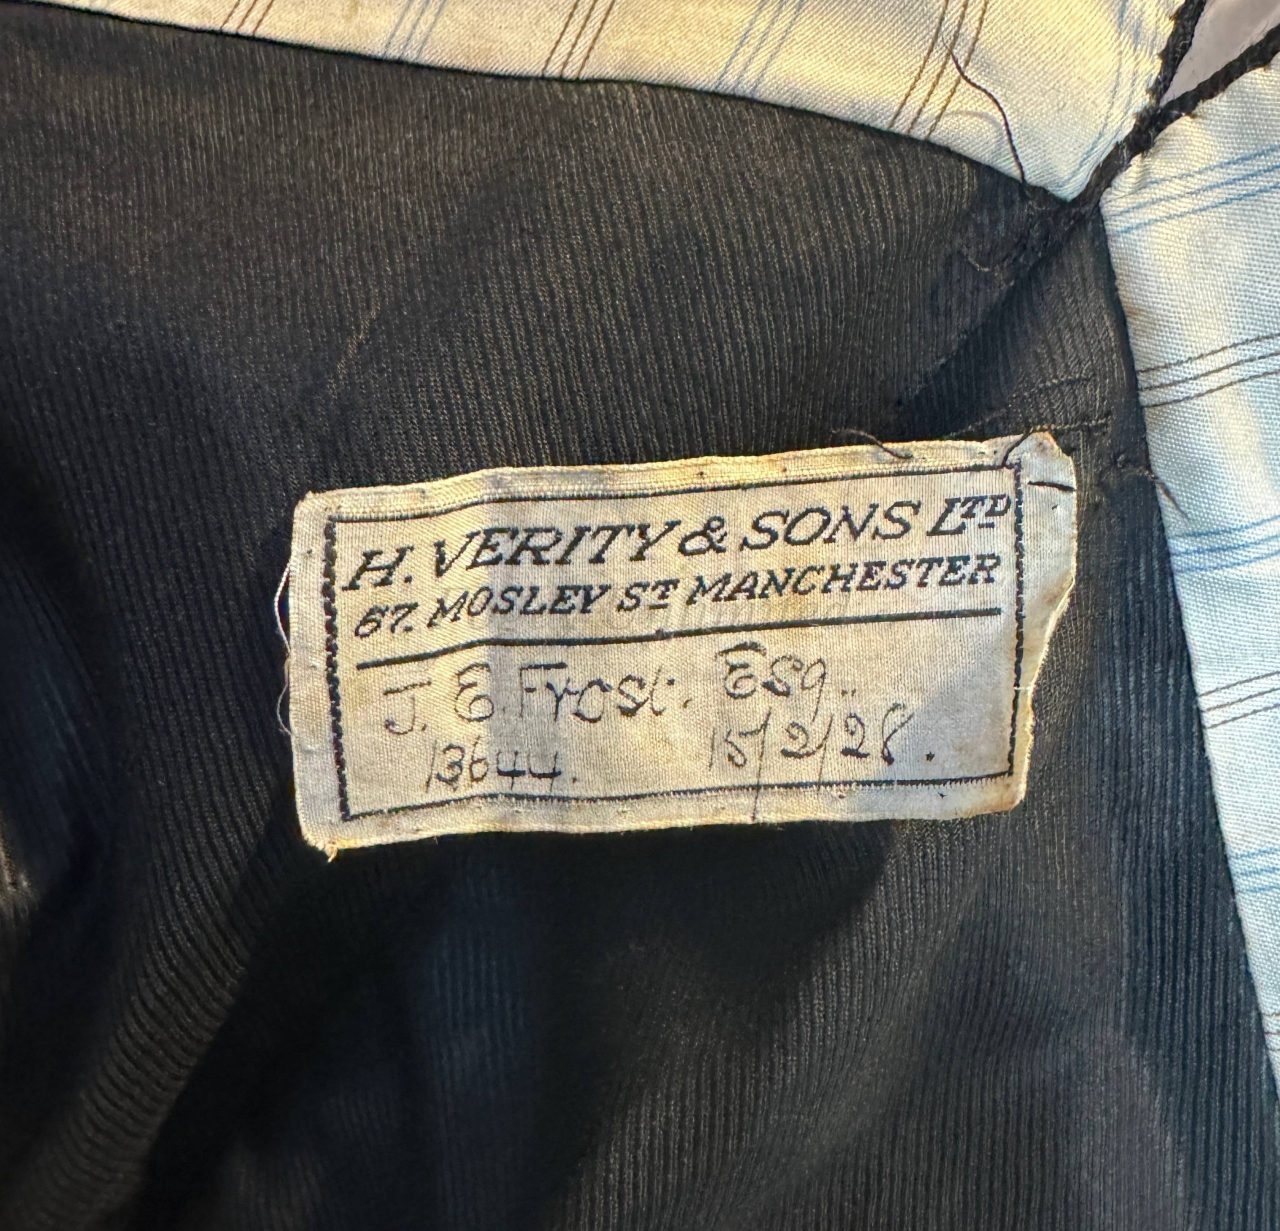 H. VERITY & SONS LTD
67. MOSLEY ST MANCHESTER
J. E. Frost. Esq.
13644. 15/2/28.